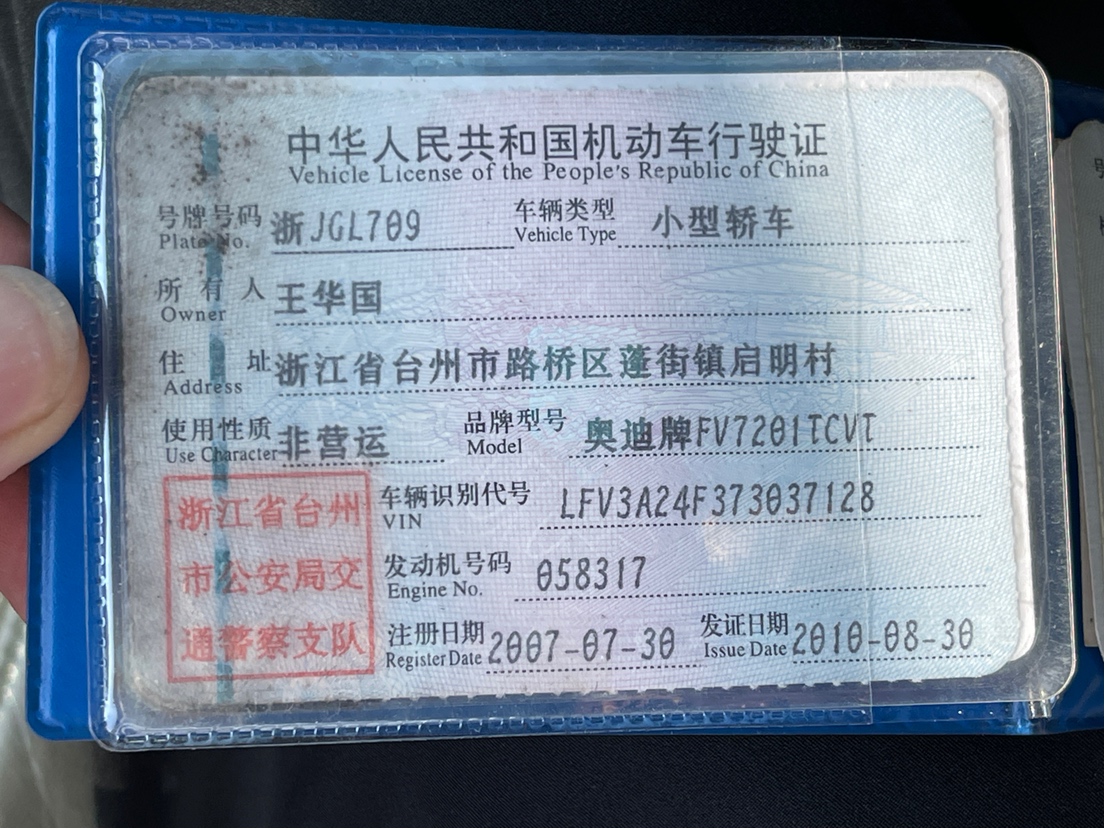 中华人民共和国机动车行驶证
Vehicle License of the People's Republic of China
号牌号码 浙JGL709 车辆类型 小型轿车
Plate No. Vehicle Type
所有人 王华国
Owner
住址 浙江省台州市路桥区蓬街镇启明村
Address
使用性质 非营运 品牌型号 奥迪牌FV7201TCVT
Use Character Model
浙江省台州 车辆识别代号 LFV3A24F373037128
VIN
市公安局交 发动机号码 058317
Engine No.
通警察支队 注册日期 2007-07-30 发证日期 2010-08-30
Register Date Issue Date